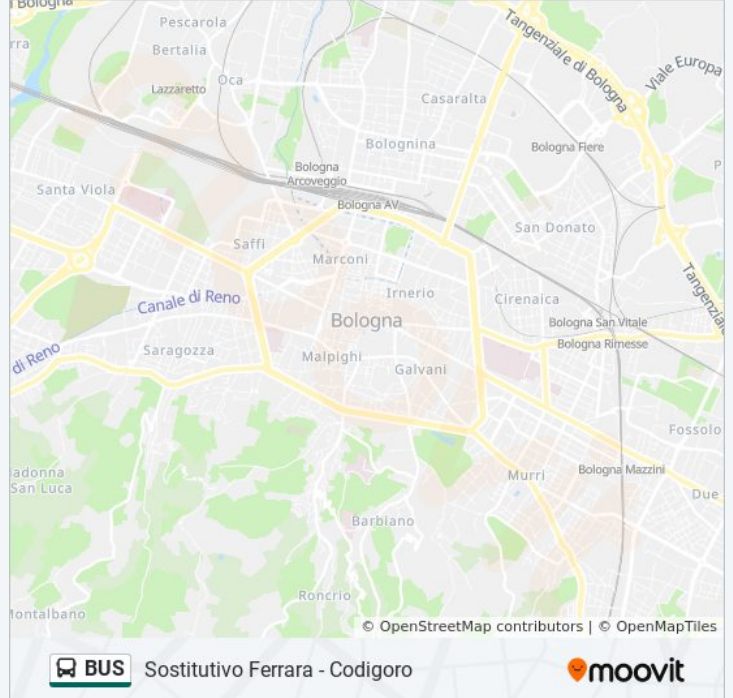 Bologna
Pescarola
Tangenziale di Bologna
Bertalia
Viale Europa
Oca
Lazzaretto
Casaralta
Bolognina
Bologna Fiere
Bologna
Arcoveggio
Santa Viola
Bologna AV
San Donato
Saffi
Marconi
Irnerio
Cirenaica
Canale di Reno
Bologna
Bologna San Vitale
Bologna Rimesse
di Reno
Saragozza
Malpighi
Galvani
Fossolo
Murri
Bologna Mazzini
San Luca
Due
Barbiano
Roncrio
© OpenStreetMap contributors | © OpenMapTiles
BUS Sostitutivo Ferrara - Codigoro moovit